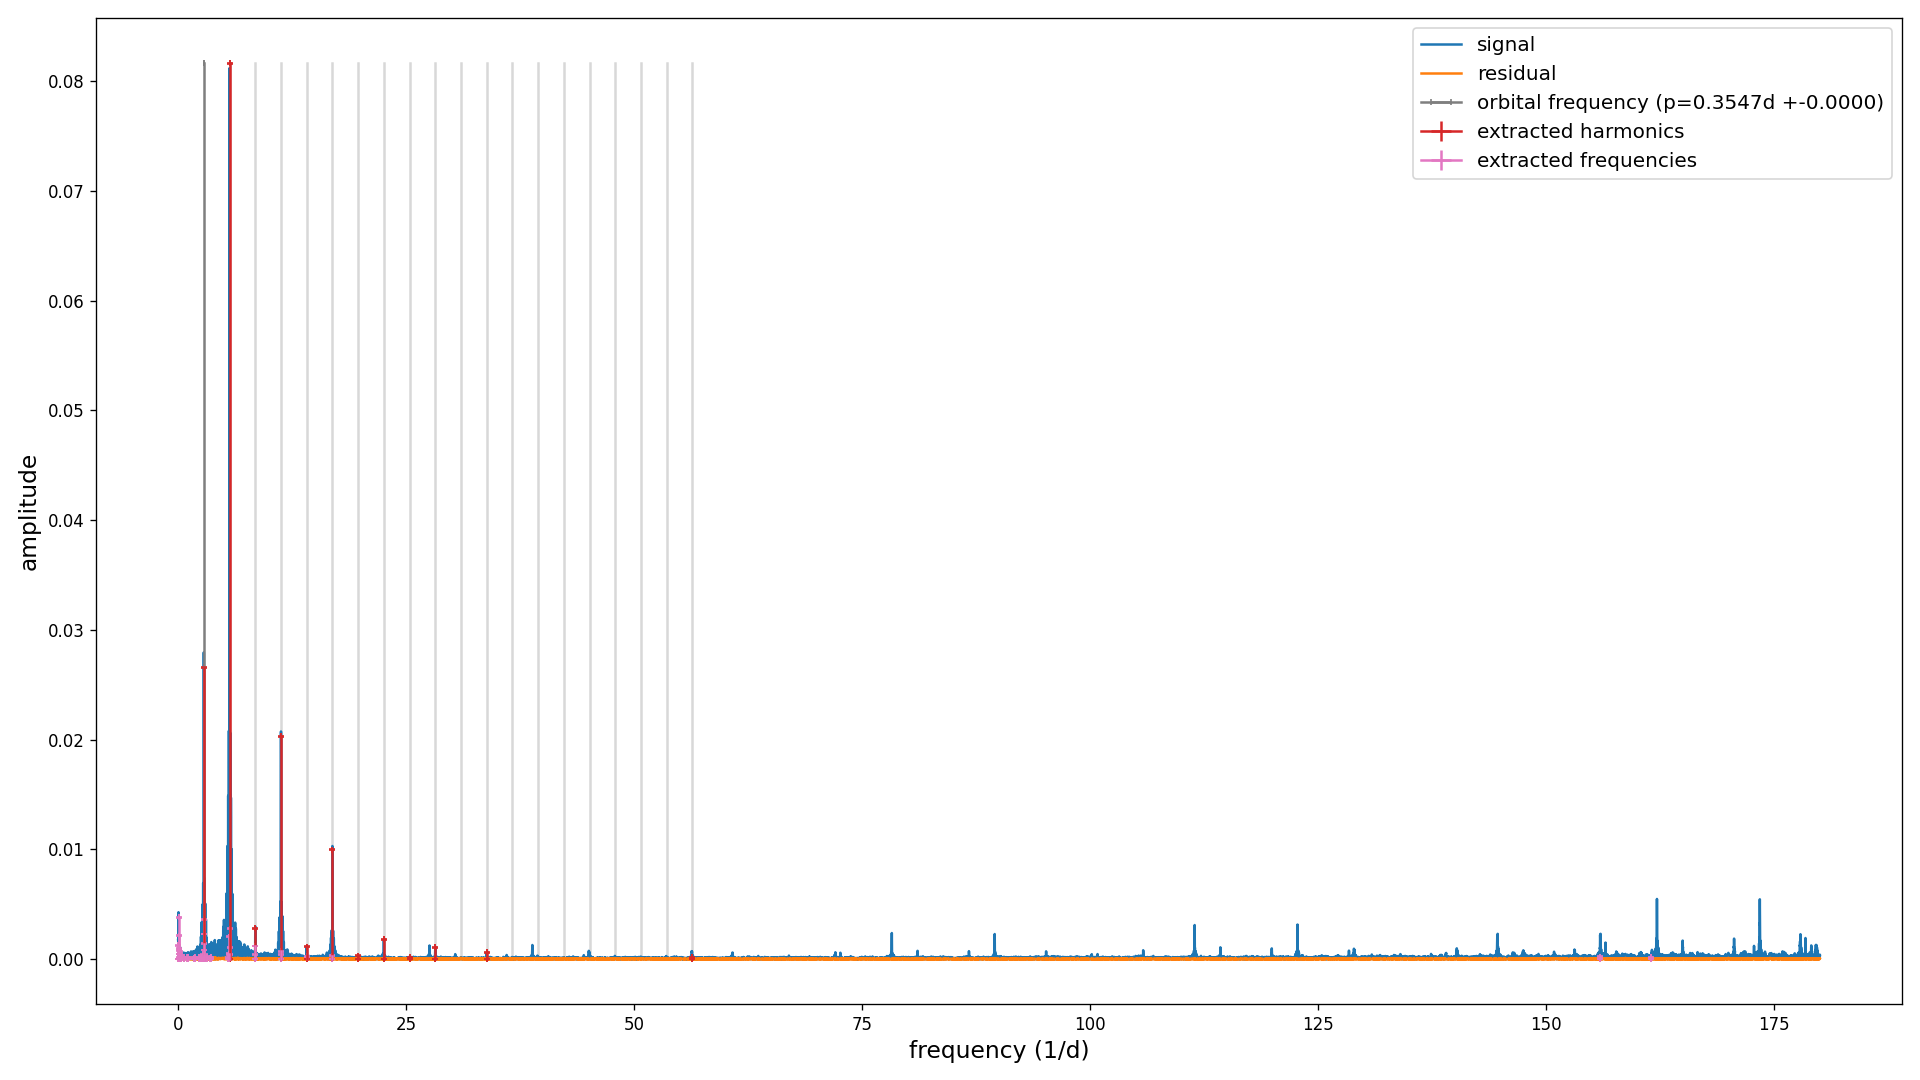 signal
residual
orbital frequency (p=0.3547d +-0.0000)
extracted harmonics
extracted frequencies
amplitude
0.08
0.07
0.06
0.05
0.04
0.03
0.02
0.01
0.00
0 25 50 75 100 125 150 175
frequency (1/d)